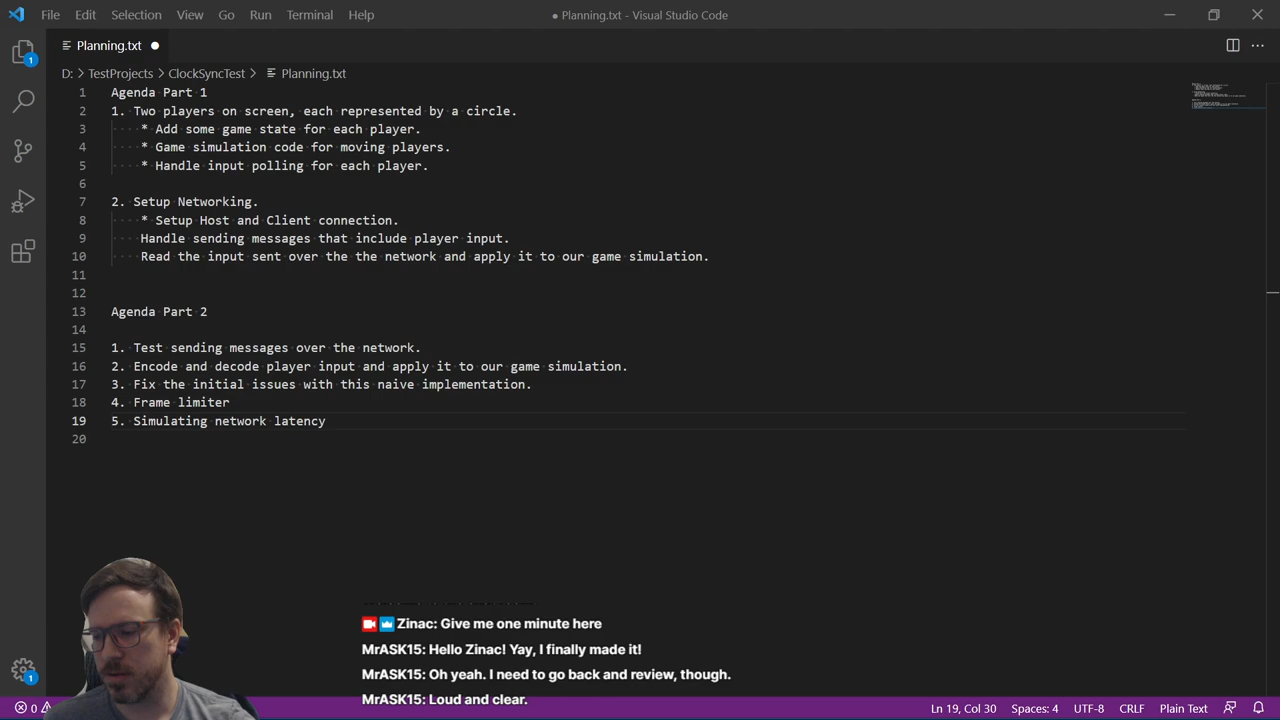 File Edit Selection View Go Run Terminal Help
● Planning.txt - Visual Studio Code
Planning.txt ●
D: > TestProjects > ClockSyncTest > Planning.txt
1 Agenda Part 1
2 1. Two players on screen, each represented by a circle.
3 * Add some game state for each player.
4 * Game simulation code for moving players.
5 * Handle input polling for each player.
6
7 2. Setup Networking.
8 * Setup Host and Client connection.
9 Handle sending messages that include player input.
10 Read the input sent over the the network and apply it to our game simulation.
11
12
13 Agenda Part 2
14
15 1. Test sending messages over the network.
16 2. Encode and decode player input and apply it to our game simulation.
17 3. Fix the initial issues with this naive implementation.
18 4. Frame limiter
19 5. Simulating network latency
20
1
Zinac: Give me one minute here
MrASK15: Hello Zinac! Yay, I finally made it!
MrASK15: Oh yeah. I need to go back and review, though.
MrASK15: Loud and clear.
1
0
Ln 19, Col 30 Spaces: 4 UTF-8 CRLF Plain Text